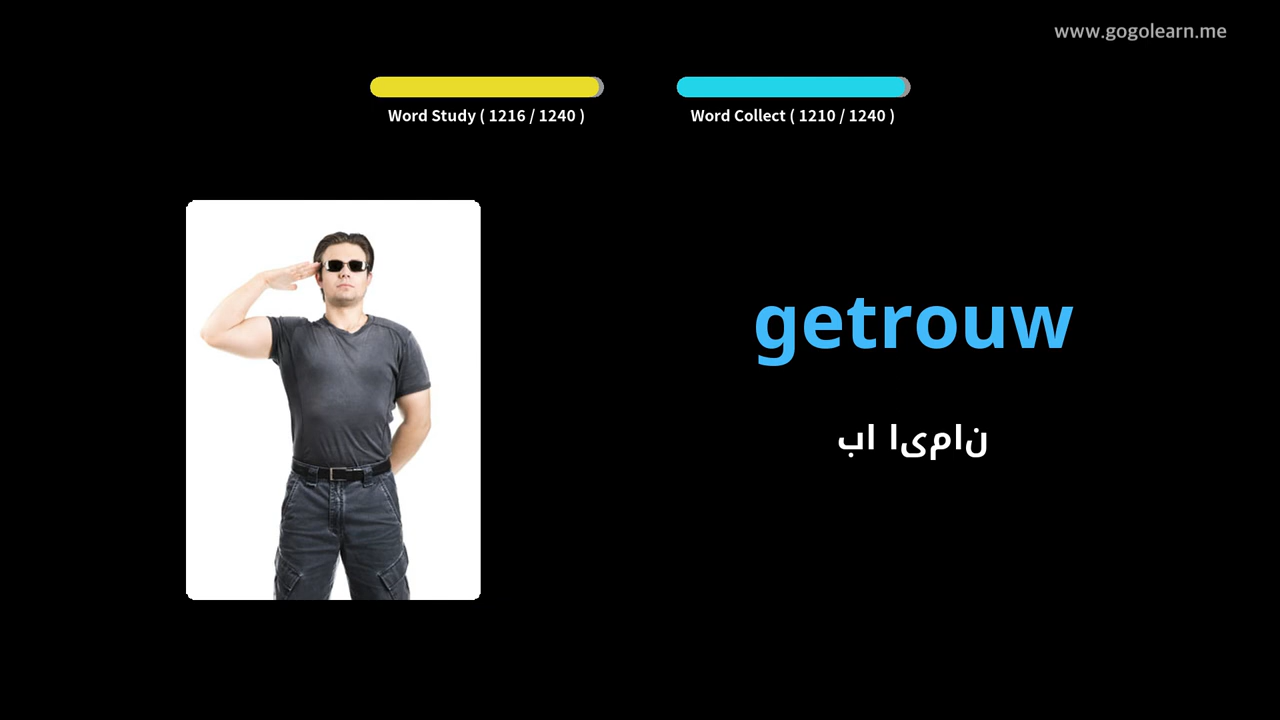 www.gogolearn.me
Word Study ( 1216 / 1240 )
Word Collect ( 1210 / 1240 )
getrouw
با ایمان